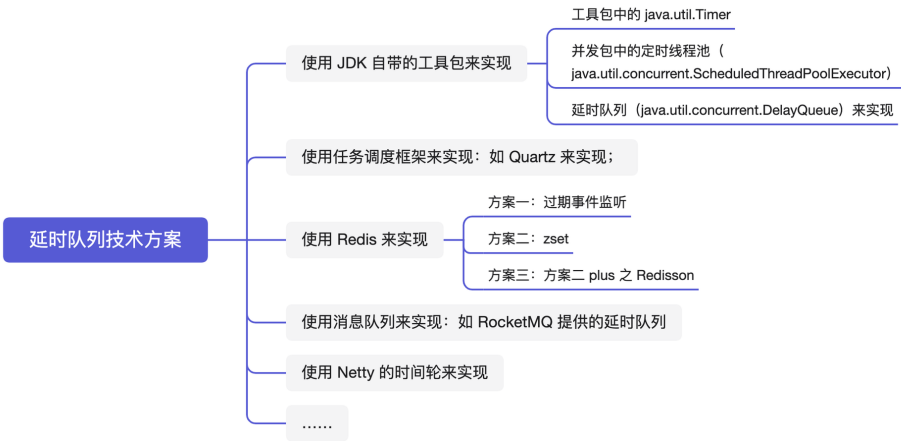 延时队列技术方案
使用 JDK 自带的工具包来实现
工具包中的 java.util.Timer
并发包中的定时线程池（
java.util.concurrent.ScheduledThreadPoolExecutor）
延时队列（java.util.concurrent.DelayQueue）来实现
使用任务调度框架来实现：如 Quartz 来实现；
使用 Redis 来实现
方案一：过期事件监听
方案二：zset
方案三：方案二 plus 之 Redisson
使用消息队列来实现：如 RocketMQ 提供的延时队列
使用 Netty 的时间轮来实现
……